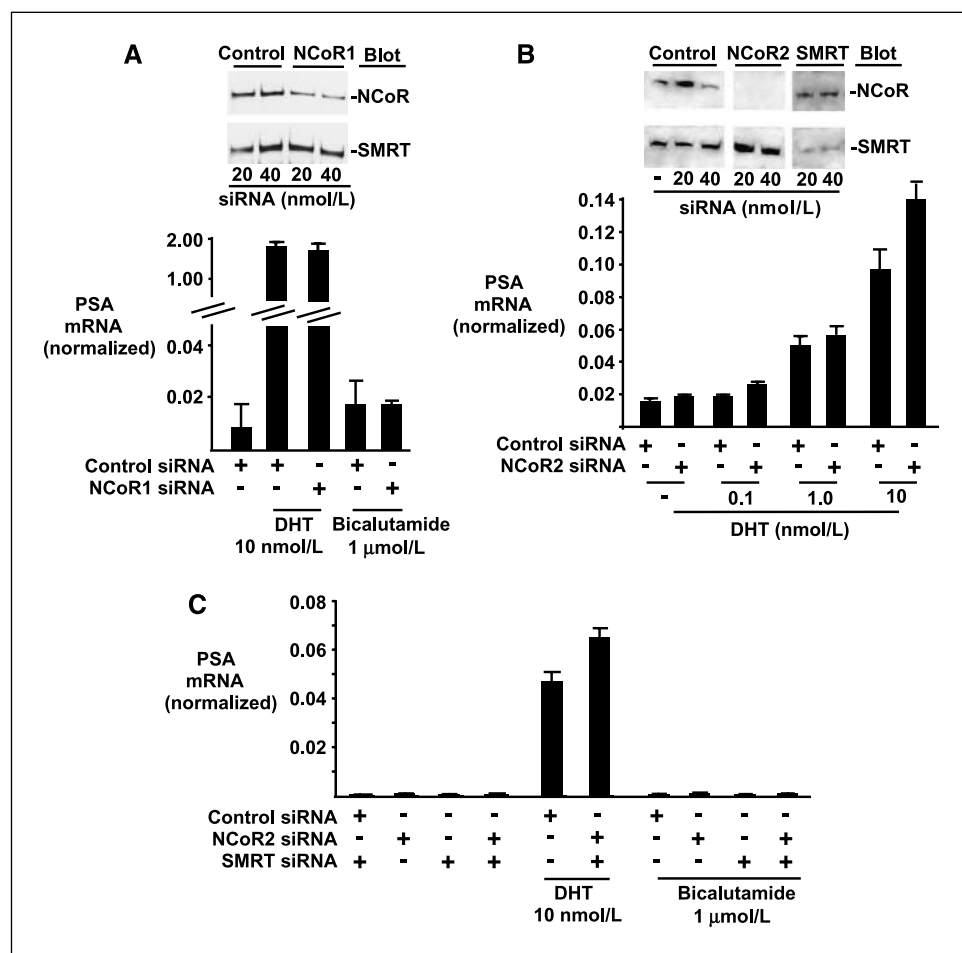 A
Control NCoR1 Blot
-NCoR
-SMRT
20 40 20 40
siRNA (nmol/L)
2.00
1.00
PSA
mRNA
(normalized)
0.04
0.02
Control siRNA + + - + -
NCoR1 siRNA - - + - +
DHT
10 nmol/L
Bicalutamide
1 µmol/L
B
Control NCoR2 SMRT Blot
-NCoR
-SMRT
- 20 40 20 40 20 40
siRNA (nmol/L)
0.14
0.12
0.10
0.08
0.06
0.04
0.02
PSA
mRNA
(normalized)
Control siRNA + - + - + - + -
NCoR2 siRNA - + - + - + - +
- 0.1 1.0 10
DHT (nmol/L)
C
0.08
0.06
0.04
0.02
PSA
mRNA
(normalized)
Control siRNA + - - - + - + - - -
NCoR2 siRNA - + - + - + - + - +
SMRT siRNA + - + + - + - - + +
DHT
10 nmol/L
Bicalutamide
1 µmol/L